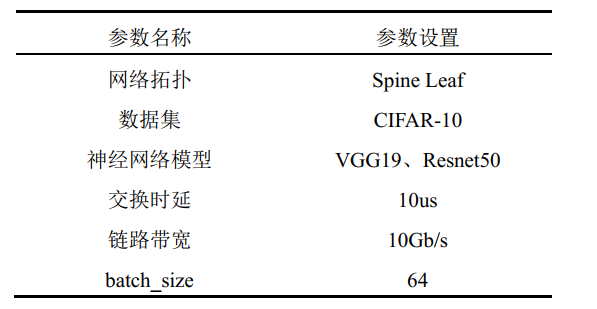 参数名称 参数设置
网络拓扑 Spine Leaf
数据集 CIFAR-10
神经网络模型 VGG19、Resnet50
交换时延 10us
链路带宽 10Gb/s
batch_size 64